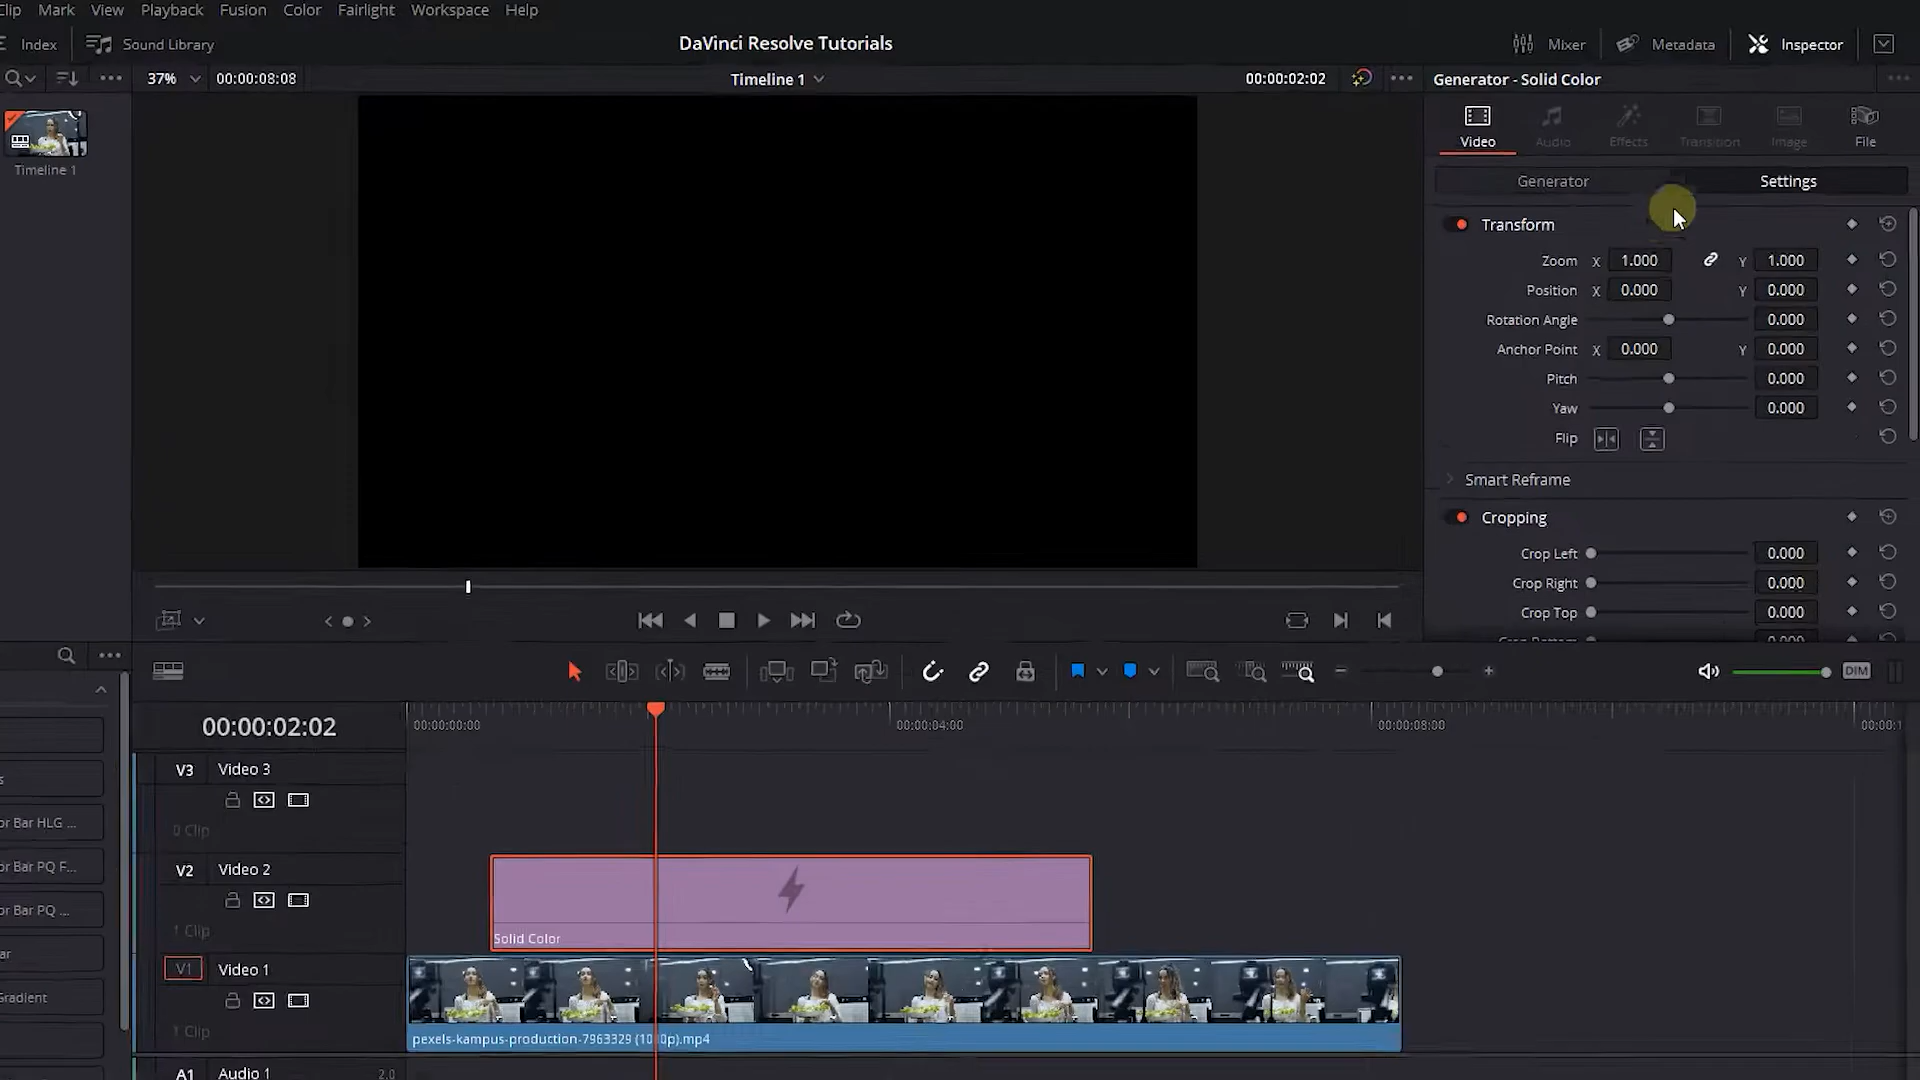 Clip Mark View Playback Fusion Color Fairlight Workspace Help
Index Sound Library DaVinci Resolve Tutorials Mixer Metadata Inspector
37% 00:00:08:08 Timeline 1 00:00:02:02 Generator - Solid Color
Video Audio Effects Transition Image File
Timeline 1
Generator Settings
Transform
Zoom X 1.000 Y 1.000
Position X 0.000 Y 0.000
Rotation Angle 0.000
Anchor Point X 0.000 Y 0.000
Pitch 0.000
Yaw 0.000
Flip
Smart Reframe
Cropping
Crop Left 0.000
Crop Right 0.000
Crop Top 0.000
DIM
00:00:02:02 00:00:00:00 00:00:04:00 00:00:08:00 00:00:1
V3 Video 3
0 Clip
or Bar HLG ...
V2 Video 2
or Bar PQ F...
or Bar PQ ...
1 Clip
Solid Color
ar
V1 Video 1
Gradient
1 Clip
pexels-kampus-production-7963329 (1080p).mp4
A1 Audio 1 2.0